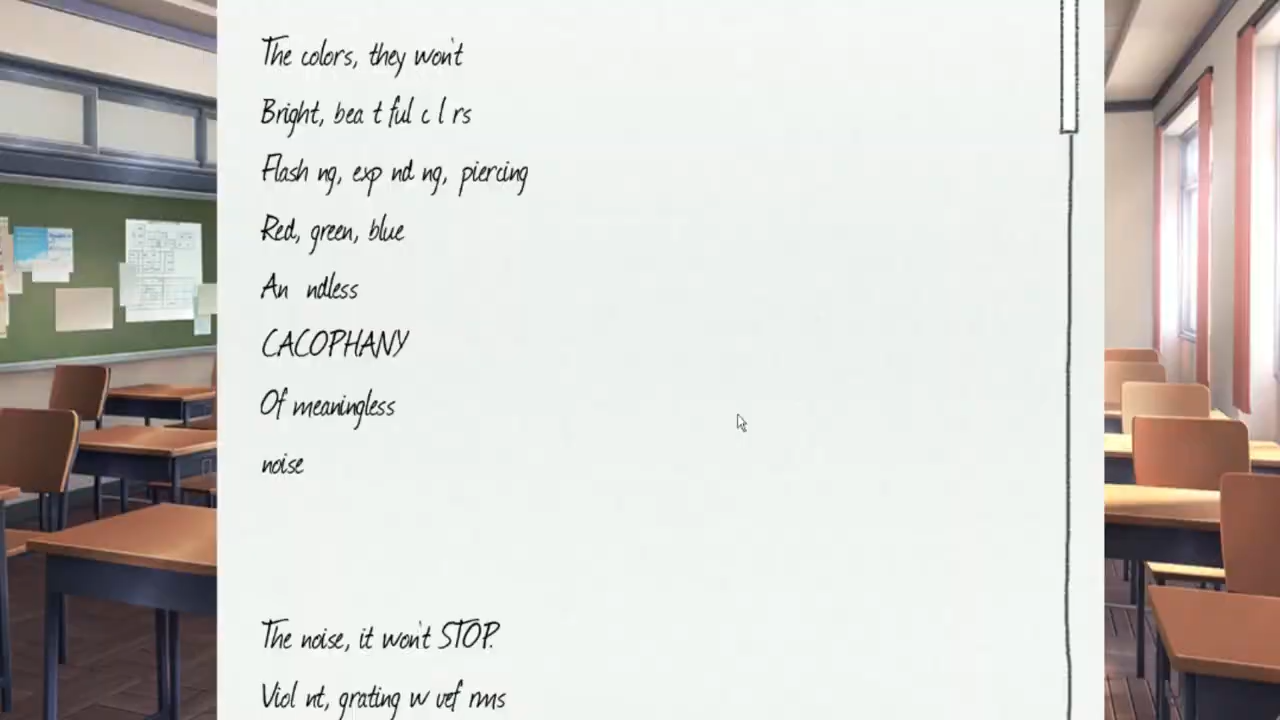 The colors, they won't
Bright, bea t ful c l rs
Flash ng, exp nd ng, piercing
Red, green, blue
An ndless
CACOPHANY
Of meaningless
noise
The noise, it won't STOP.
Viol nt, grating w vef rms